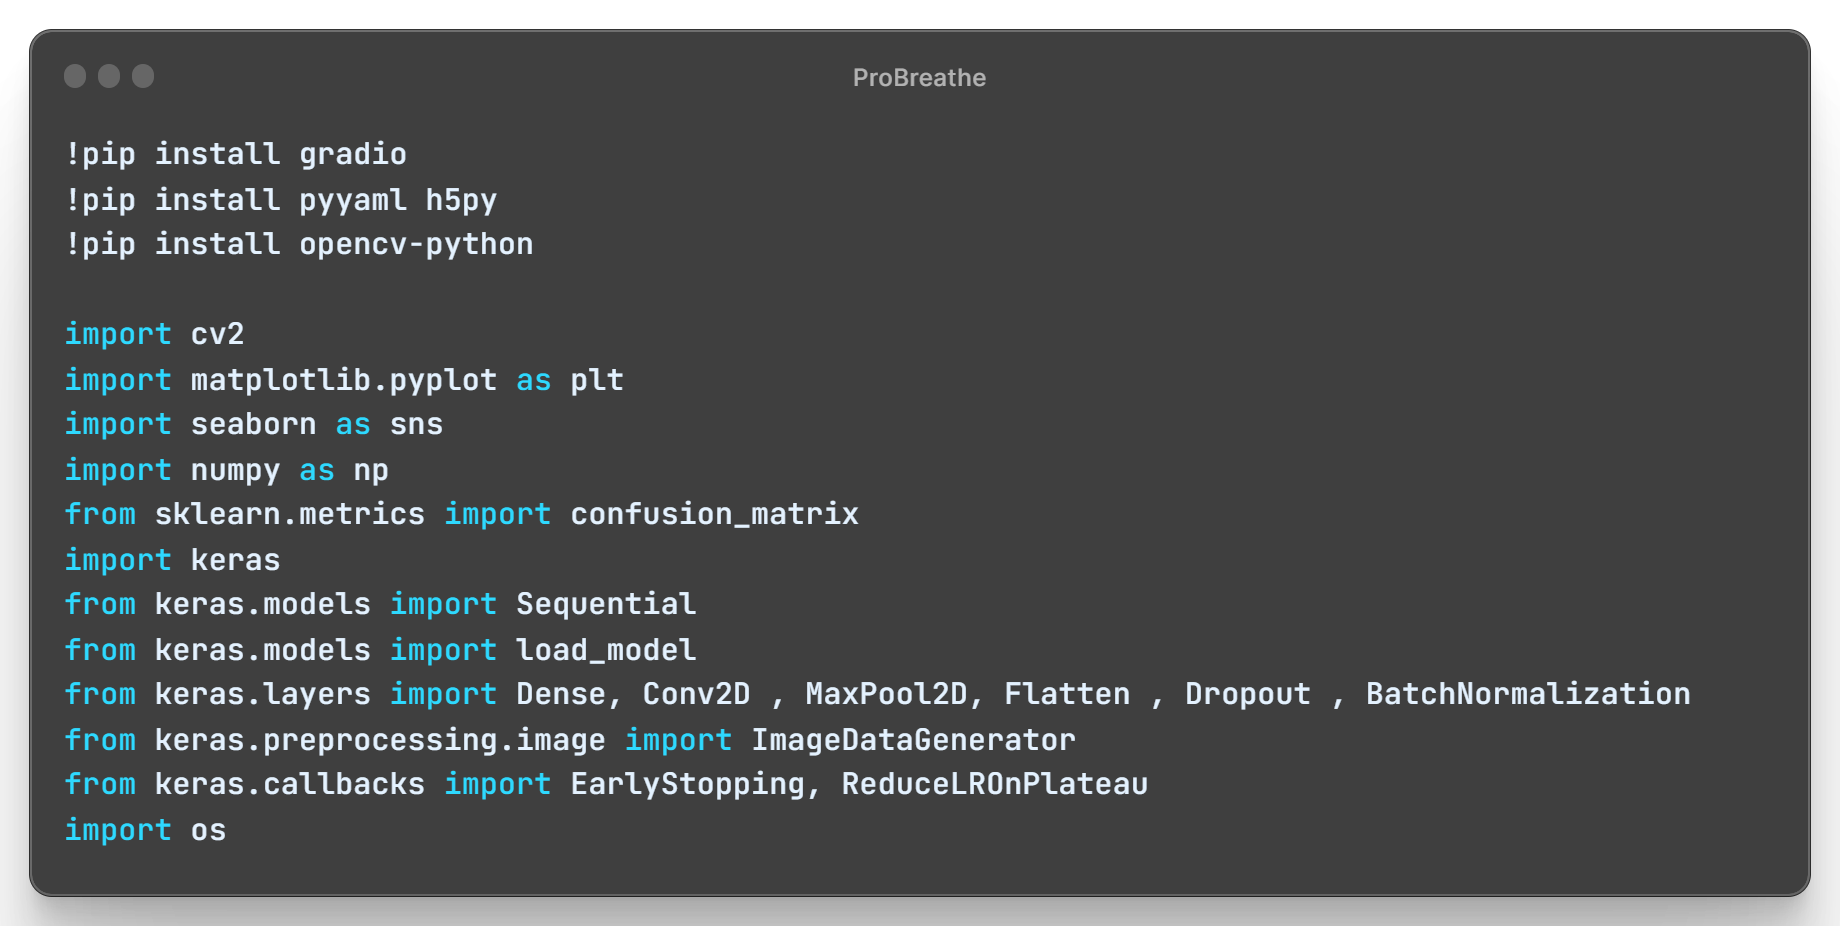 ProBreathe
!pip install gradio
!pip install pyyaml h5py
!pip install opencv-python
import cv2
import matplotlib.pyplot as plt
import seaborn as sns
import numpy as np
from sklearn.metrics import confusion_matrix
import keras
from keras.models import Sequential
from keras.models import load_model
from keras.layers import Dense, Conv2D , MaxPool2D, Flatten , Dropout , BatchNormalization
from keras.preprocessing.image import ImageDataGenerator
from keras.callbacks import EarlyStopping, ReduceLROnPlateau
import os